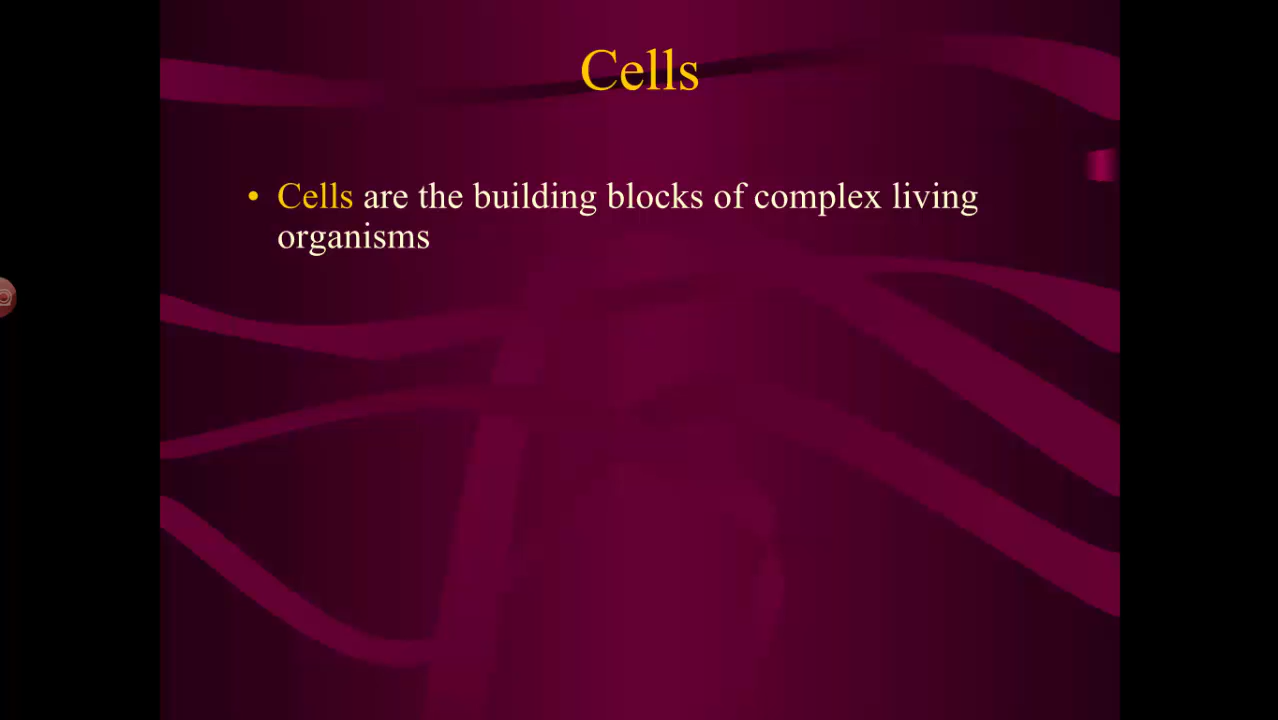 Cells
• Cells are the building blocks of complex living
organisms